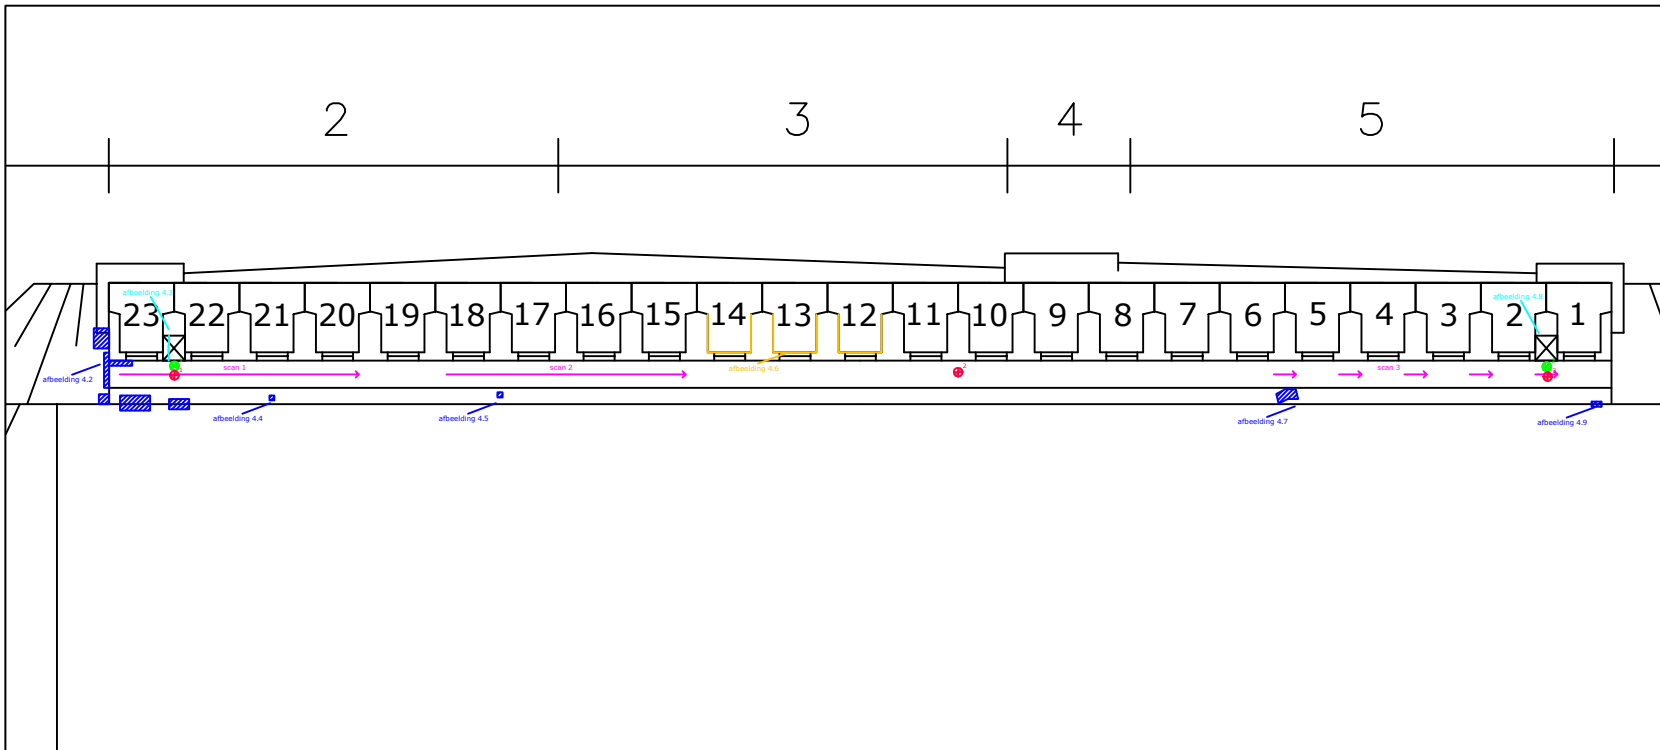 2 3 4 5
afbeelding 4.3 afbeelding 4.8
23 22 21 20 19 18 17 16 15 14 13 12 11 10 9 8 7 6 5 4 3 2 1
scan 1 scan 2 afbeelding 4.6 2 scan 3
afbeelding 4.2
afbeelding 4.4 afbeelding 4.5 afbeelding 4.7 afbeelding 4.9